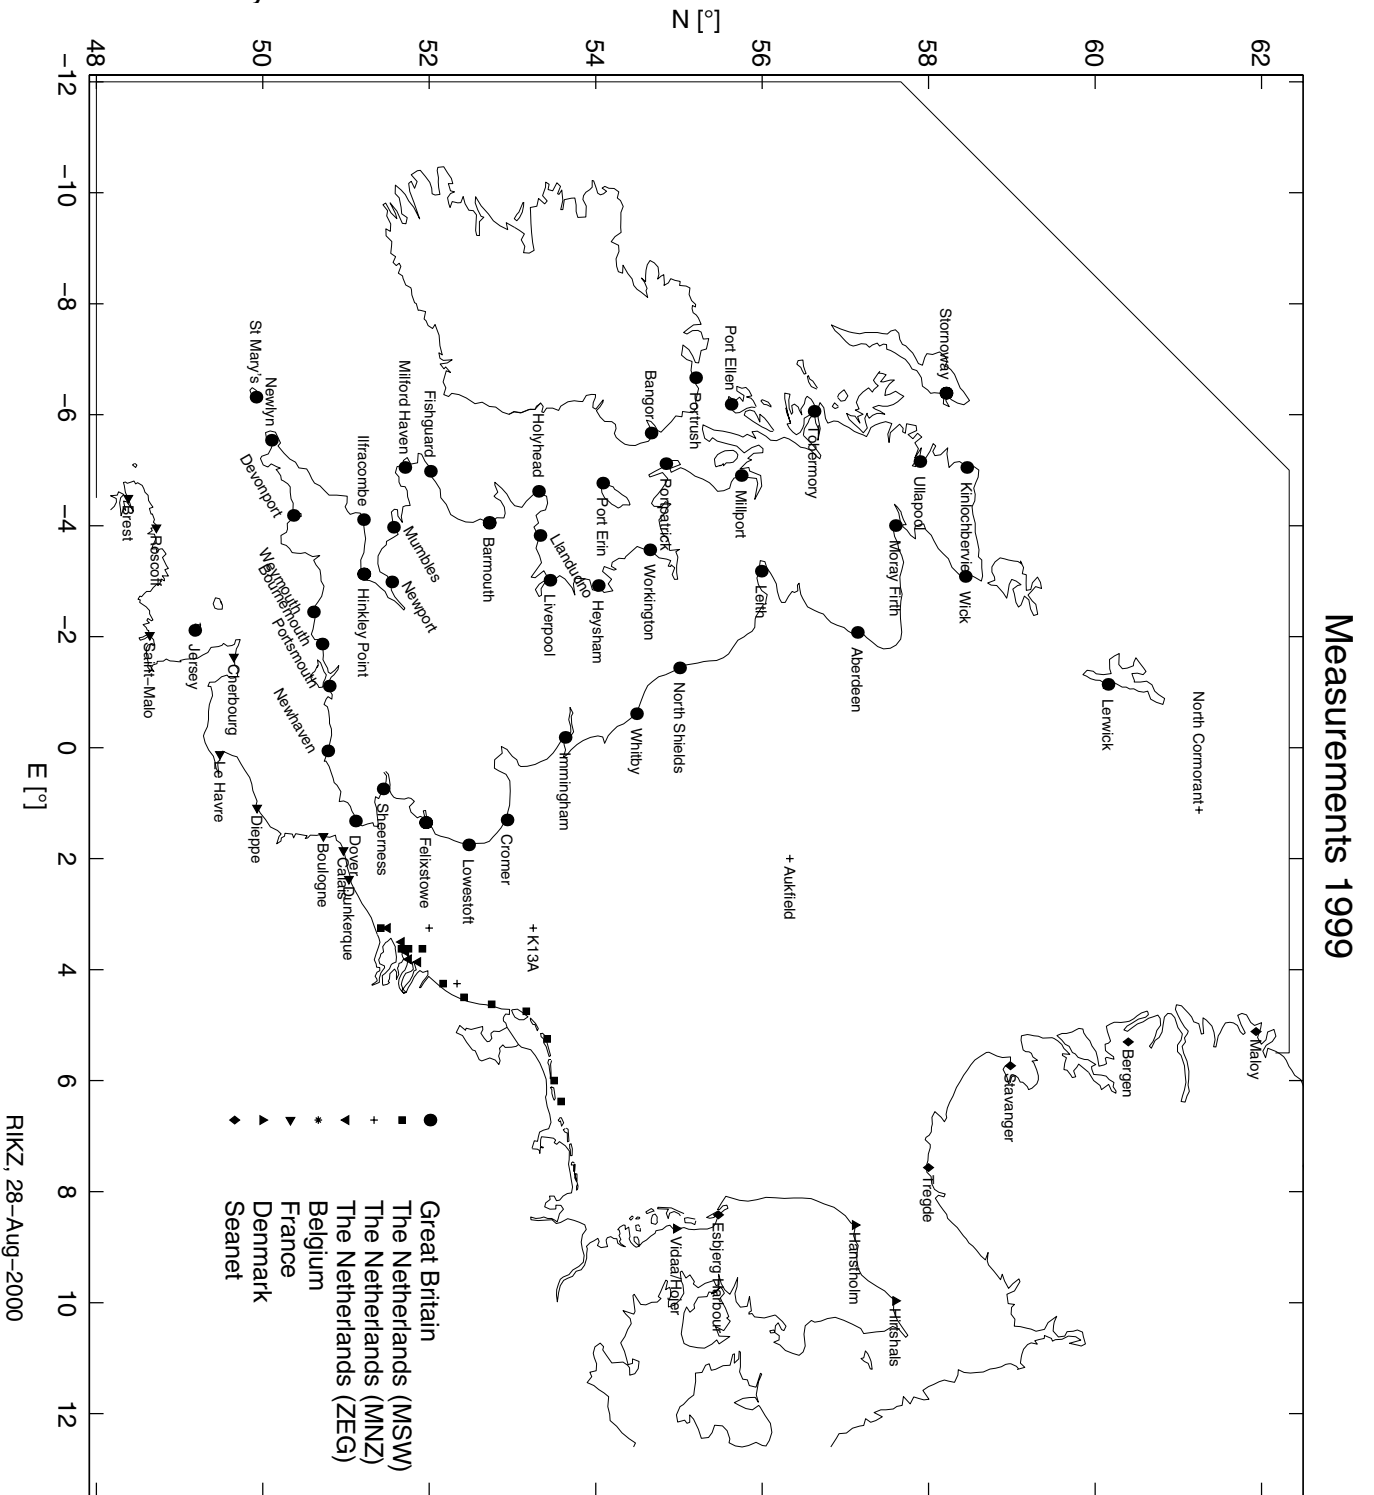 Measurements 1999
N [°]
62
60
58
56
54
52
50
48
−12
−10
−8
−6
−4
−2
0
2
4
6
8
10
12
E [°]
North Cormorant
Lerwick
Stornoway
Kinlochbervie
Wick
Ullapool
Moray Firth
Aberdeen
Tobermory
Port Ellen
Millport
Leith
Portrush
Bangor
Portpatrick
Port Erin
Workington
Heysham
North Shields
Whitby
Immingham
Holyhead
Llandudno
Liverpool
Barmouth
Fishguard
Milford Haven
Mumbles
Newport
Ilfracombe
Hinkley Point
St Mary's
Newlyn
Devonport
Weymouth
Bournemouth
Portsmouth
Newhaven
Dover
Sheerness
Felixstowe
Lowestoft
Cromer
Aukfield
K13A
Brest
Roscoff
Saint−Malo
Jersey
Cherbourg
Le Havre
Dieppe
Boulogne
Calais
Dunkerque
Maloy
Bergen
Stavanger
Tregde
Hanstholm
Hirtshals
Esbjerg Harbour
Vidaa/Hojer
Great Britain
The Netherlands (MSW)
The Netherlands (MNZ)
The Netherlands (ZEG)
Belgium
France
Denmark
Seanet
RIKZ, 28−Aug−2000